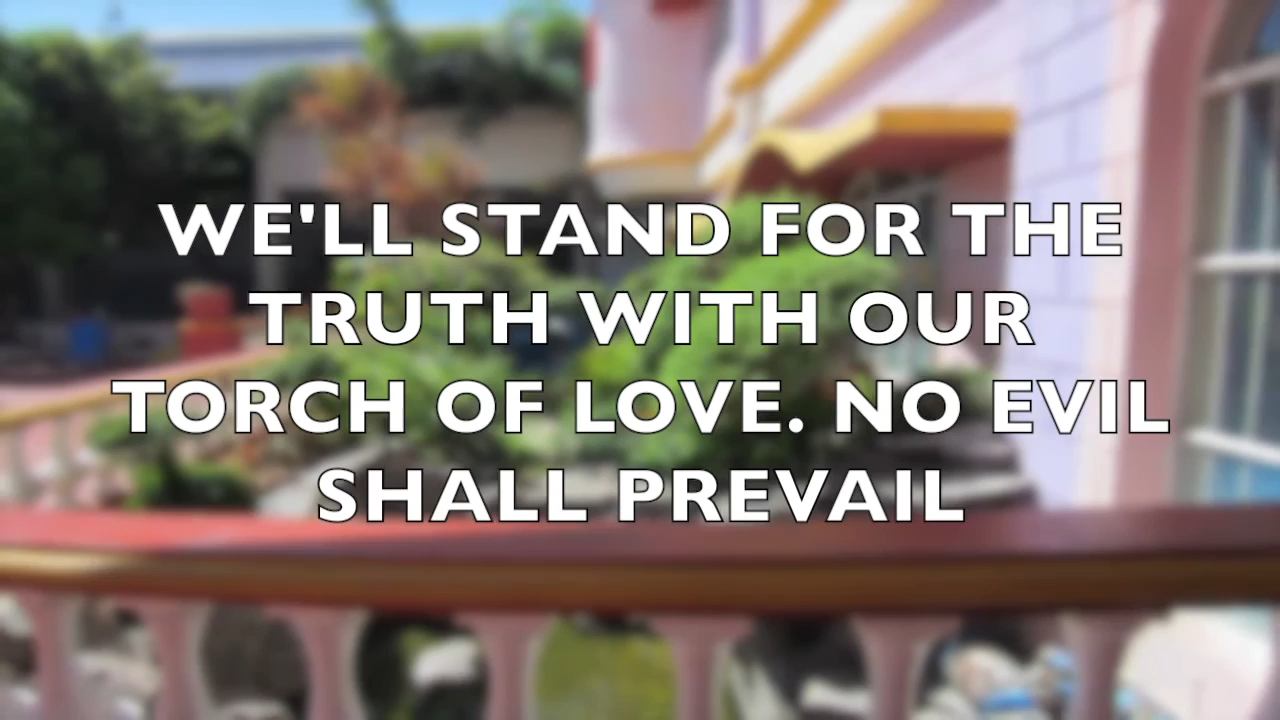 WE'LL STAND FOR THE
TRUTH WITH OUR
TORCH OF LOVE. NO EVIL
SHALL PREVAIL